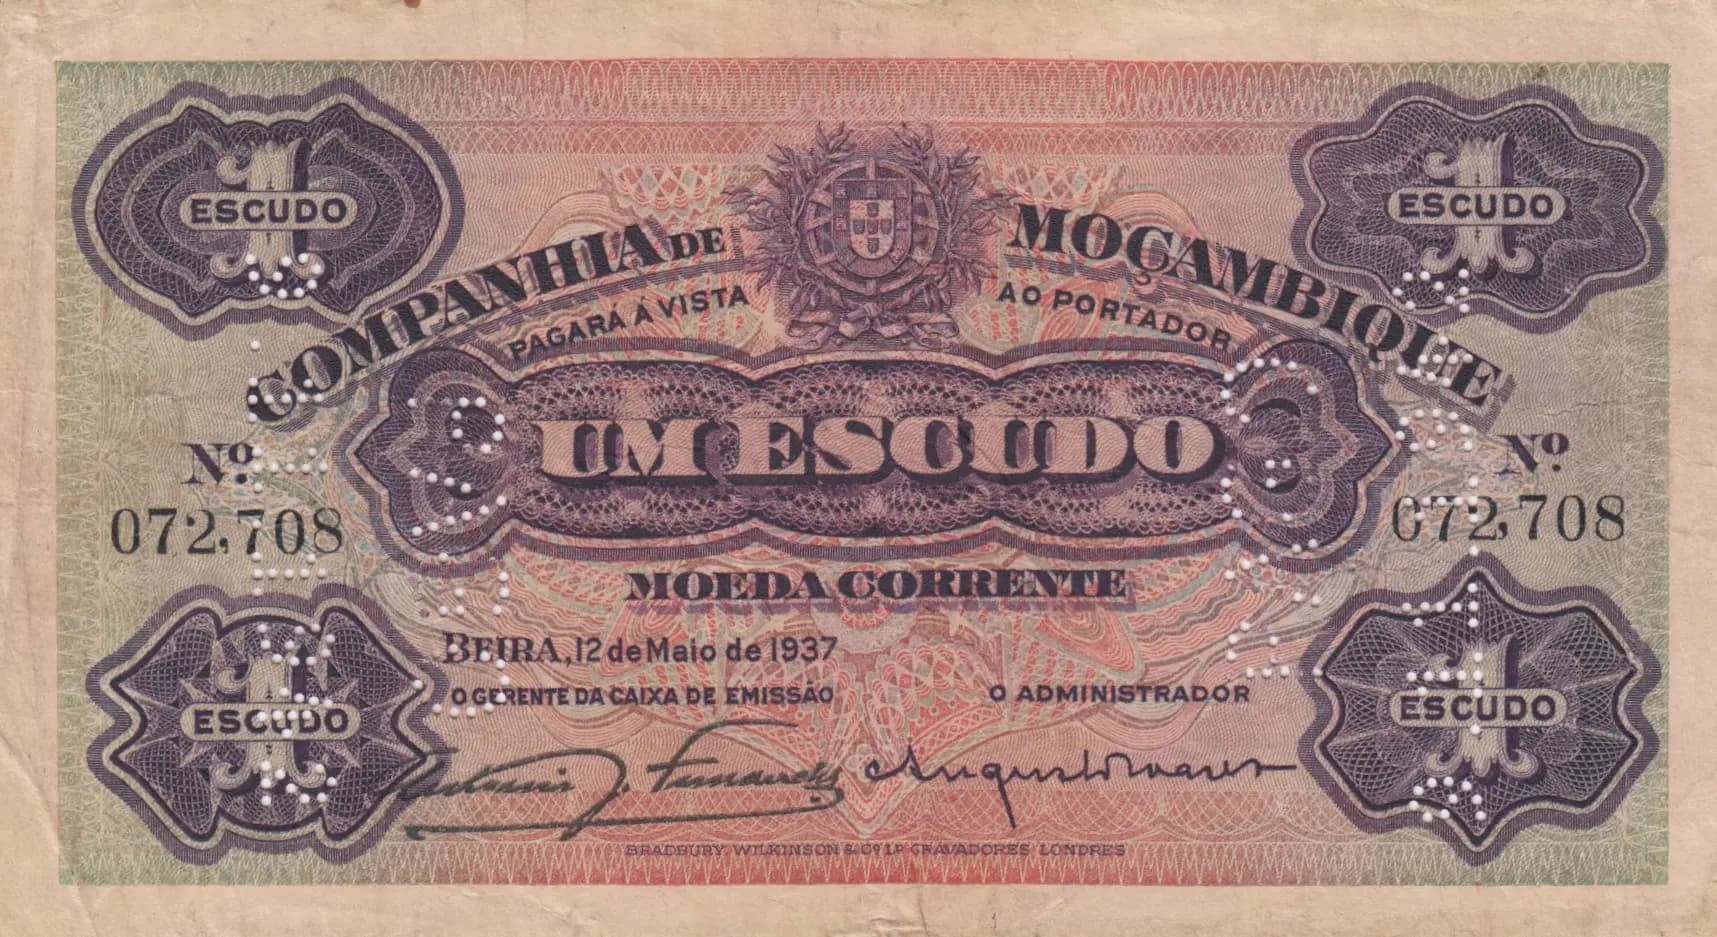 1 ESCUDO
1 ESCUDO
COMPANHIA DE MOÇAMBIQUE
PAGARÁ Á VISTA AO PORTADOR
UM ESCUDO
Nº 072,708
Nº 072,708
MOEDA CORRENTE
BEIRA, 12 de Maio de 1937
O GERENTE DA CAIXA DE EMISSÃO
O ADMINISTRADOR
1 ESCUDO
1 ESCUDO
BRADBURY, WILKINSON & Cº Lᴰ GRAVADORES LONDRES